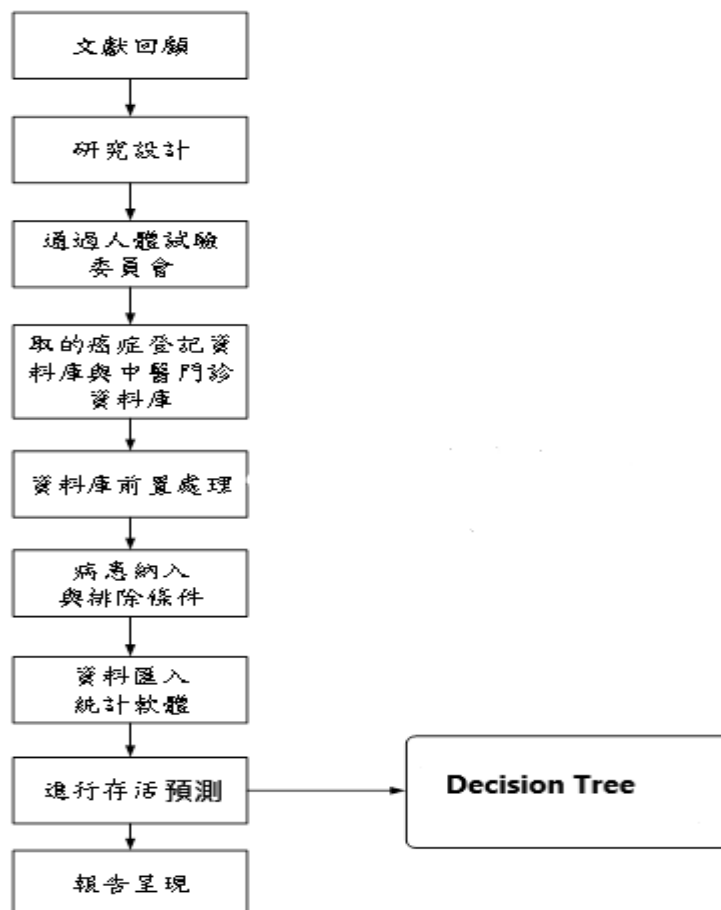 文獻回顧
研究設計
通過人體試驗
委員會
取的癌症登記資
料庫與中醫門診
資料庫
資料庫前置處理
病患納入
與排除條件
資料匯入
統計軟體
進行存活預測
Decision Tree
報告呈現